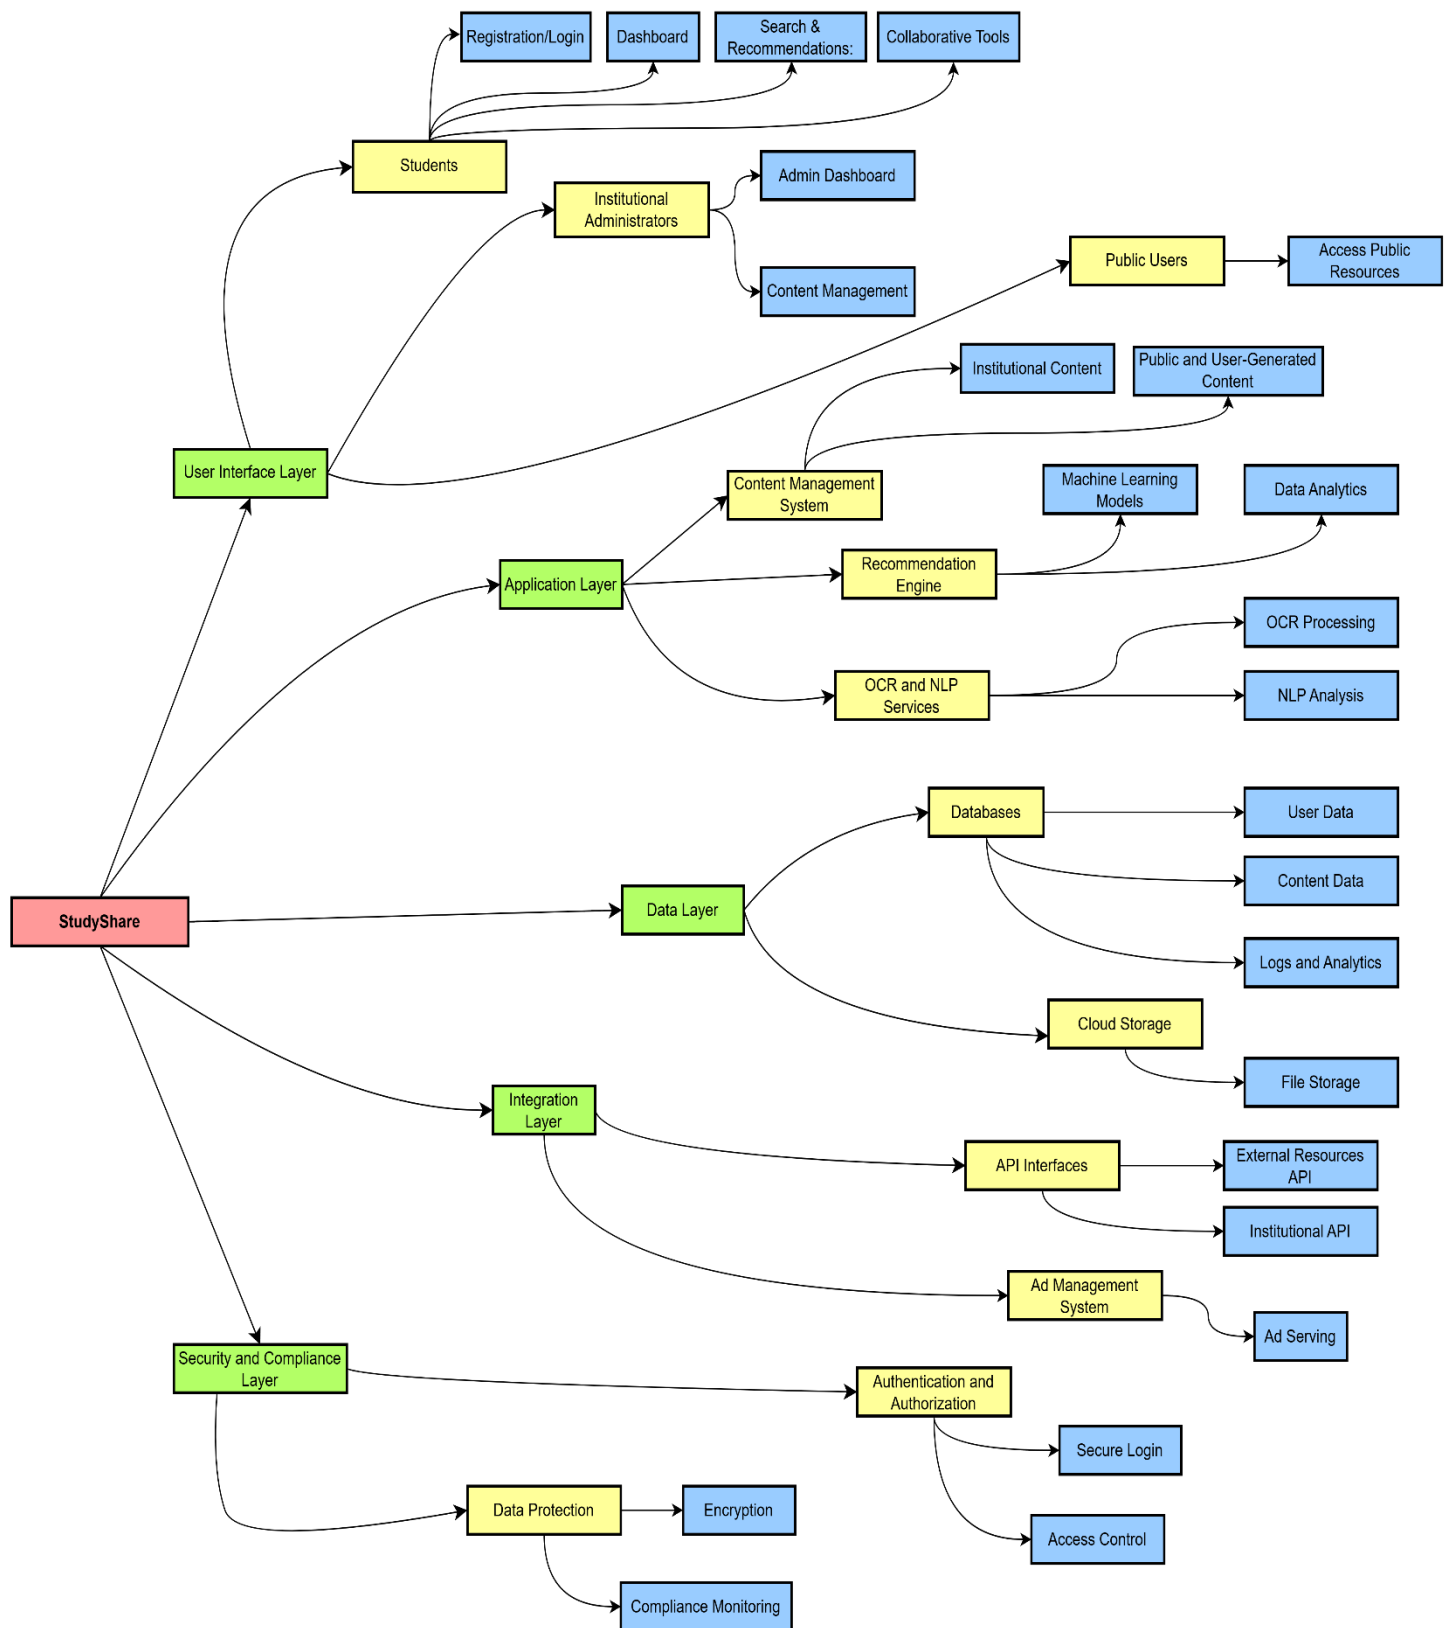 Registration/Login
Dashboard
Search &
Recommendations:
Collaborative Tools
Students
Admin Dashboard
Institutional
Administrators
Content Management
Public Users
Access Public
Resources
Institutional Content
Public and User-Generated
Content
User Interface Layer
Content Management
System
Machine Learning
Models
Data Analytics
Application Layer
Recommendation
Engine
OCR Processing
OCR and NLP
Services
NLP Analysis
Databases
User Data
Content Data
StudyShare
Data Layer
Logs and Analytics
Cloud Storage
File Storage
Integration
Layer
API Interfaces
External Resources
API
Institutional API
Ad Management
System
Ad Serving
Security and Compliance
Layer
Authentication and
Authorization
Secure Login
Data Protection
Encryption
Access Control
Compliance Monitoring